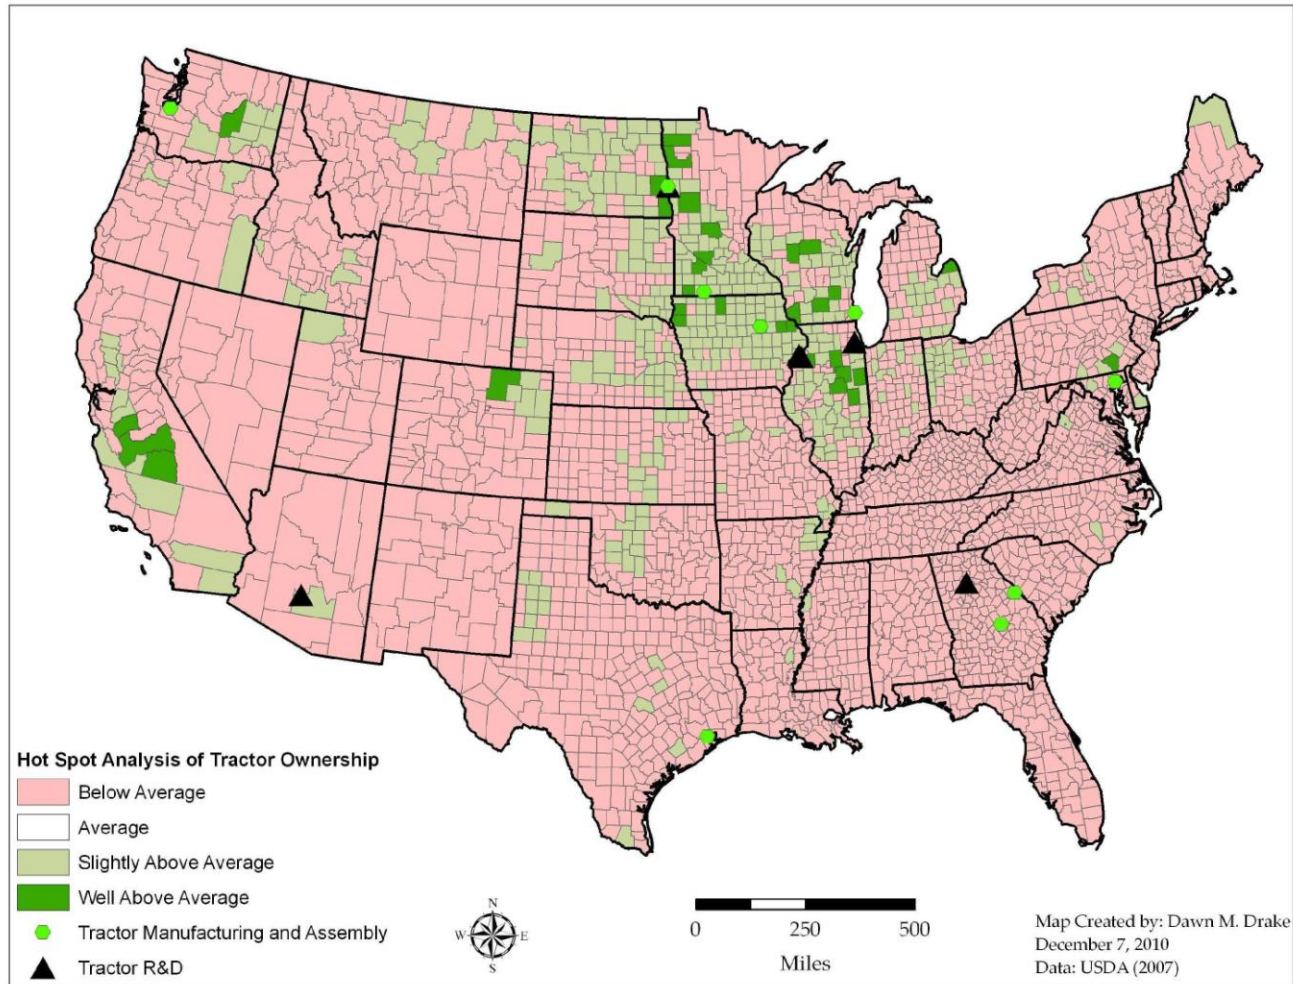 Hot Spot Analysis of Tractor Ownership
Below Average
Average
Slightly Above Average
Well Above Average
Tractor Manufacturing and Assembly
Tractor R&D
N
W E
S
0 250 500
Miles
Map Created by: Dawn M. Drake
December 7, 2010
Data: USDA (2007)